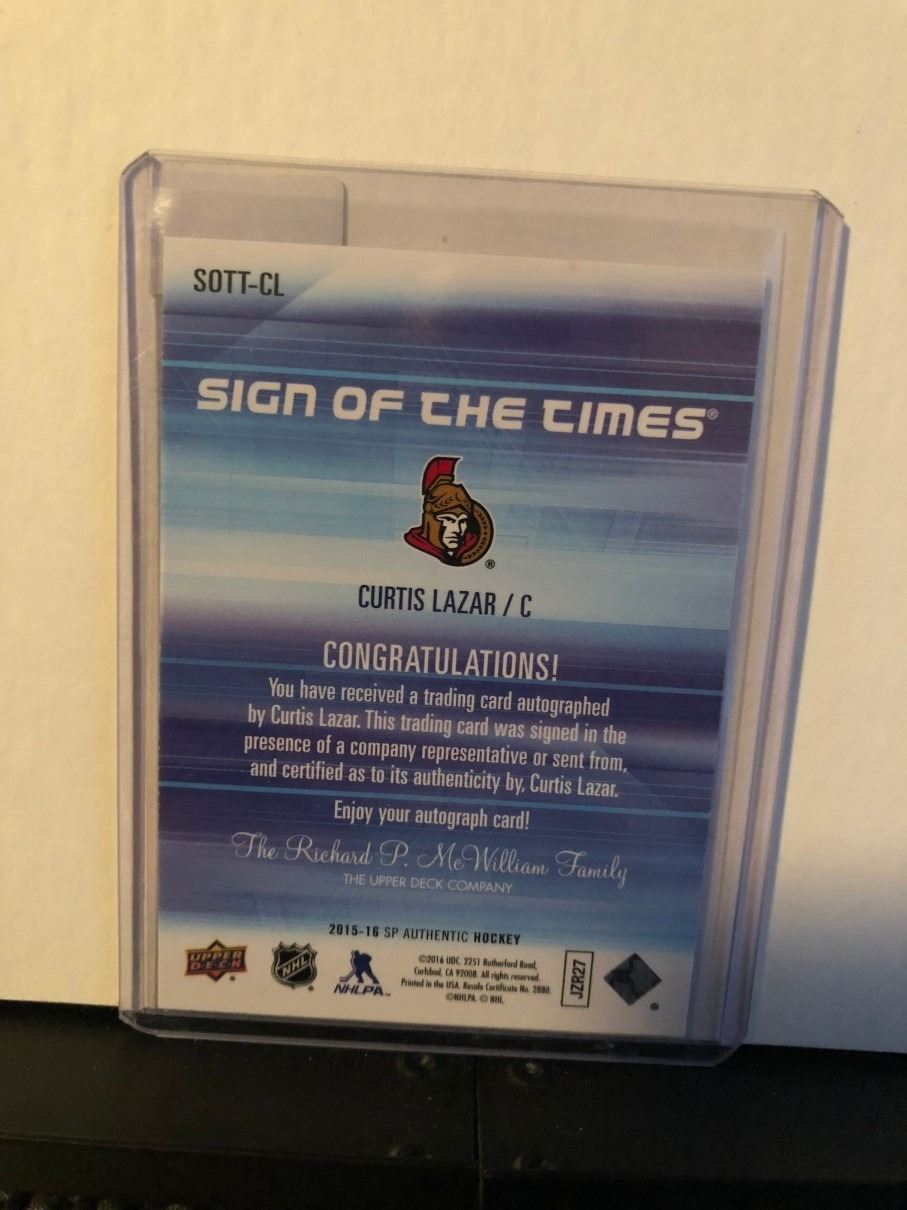 SOTT-CL
SIGN OF THE TIMES®
®
CURTIS LAZAR / C
CONGRATULATIONS!
You have received a trading card autographed
by Curtis Lazar. This trading card was signed in the
presence of a company representative or sent from,
and certified as to its authenticity by, Curtis Lazar.
Enjoy your autograph card!
The Richard P. McWilliam Family
THE UPPER DECK COMPANY
2015-16 SP AUTHENTIC HOCKEY
UPPER
DECK
NHL
NHLPA
©2016 UDC. 2251 Rutherford Road,
Carlsbad, CA 92008. All rights reserved.
Printed in the USA. Resale Certificate No. 2880.
©NHLPA. © NHL
JZR27